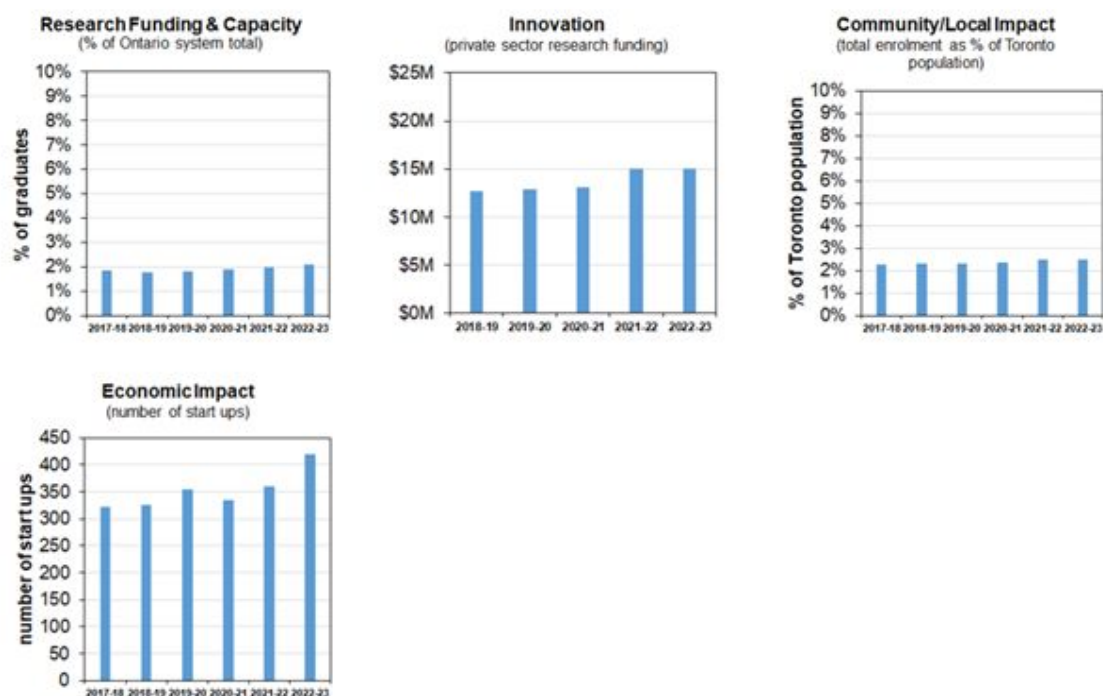 Research Funding & Capacity
(% of Ontario system total)
% of graduates
10%
9%
8%
7%
6%
5%
4%
3%
2%
1%
0%
2017-18 2018-19 2019-20 2020-21 2021-22 2022-23
Innovation
(private sector research funding)
$25M
$20M
$15M
$10M
$5M
$0M
2018-19 2019-20 2020-21 2021-22 2022-23
Community/Local Impact
(total enrolment as % of Toronto
population)
% of Toronto population
10%
9%
8%
7%
6%
5%
4%
3%
2%
1%
0%
2017-18 2018-19 2019-20 2020-21 2021-22 2022-23
Economic Impact
(number of start ups)
number of start ups
450
400
350
300
250
200
150
100
50
0
2017-18 2018-19 2019-20 2020-21 2021-22 2022-23